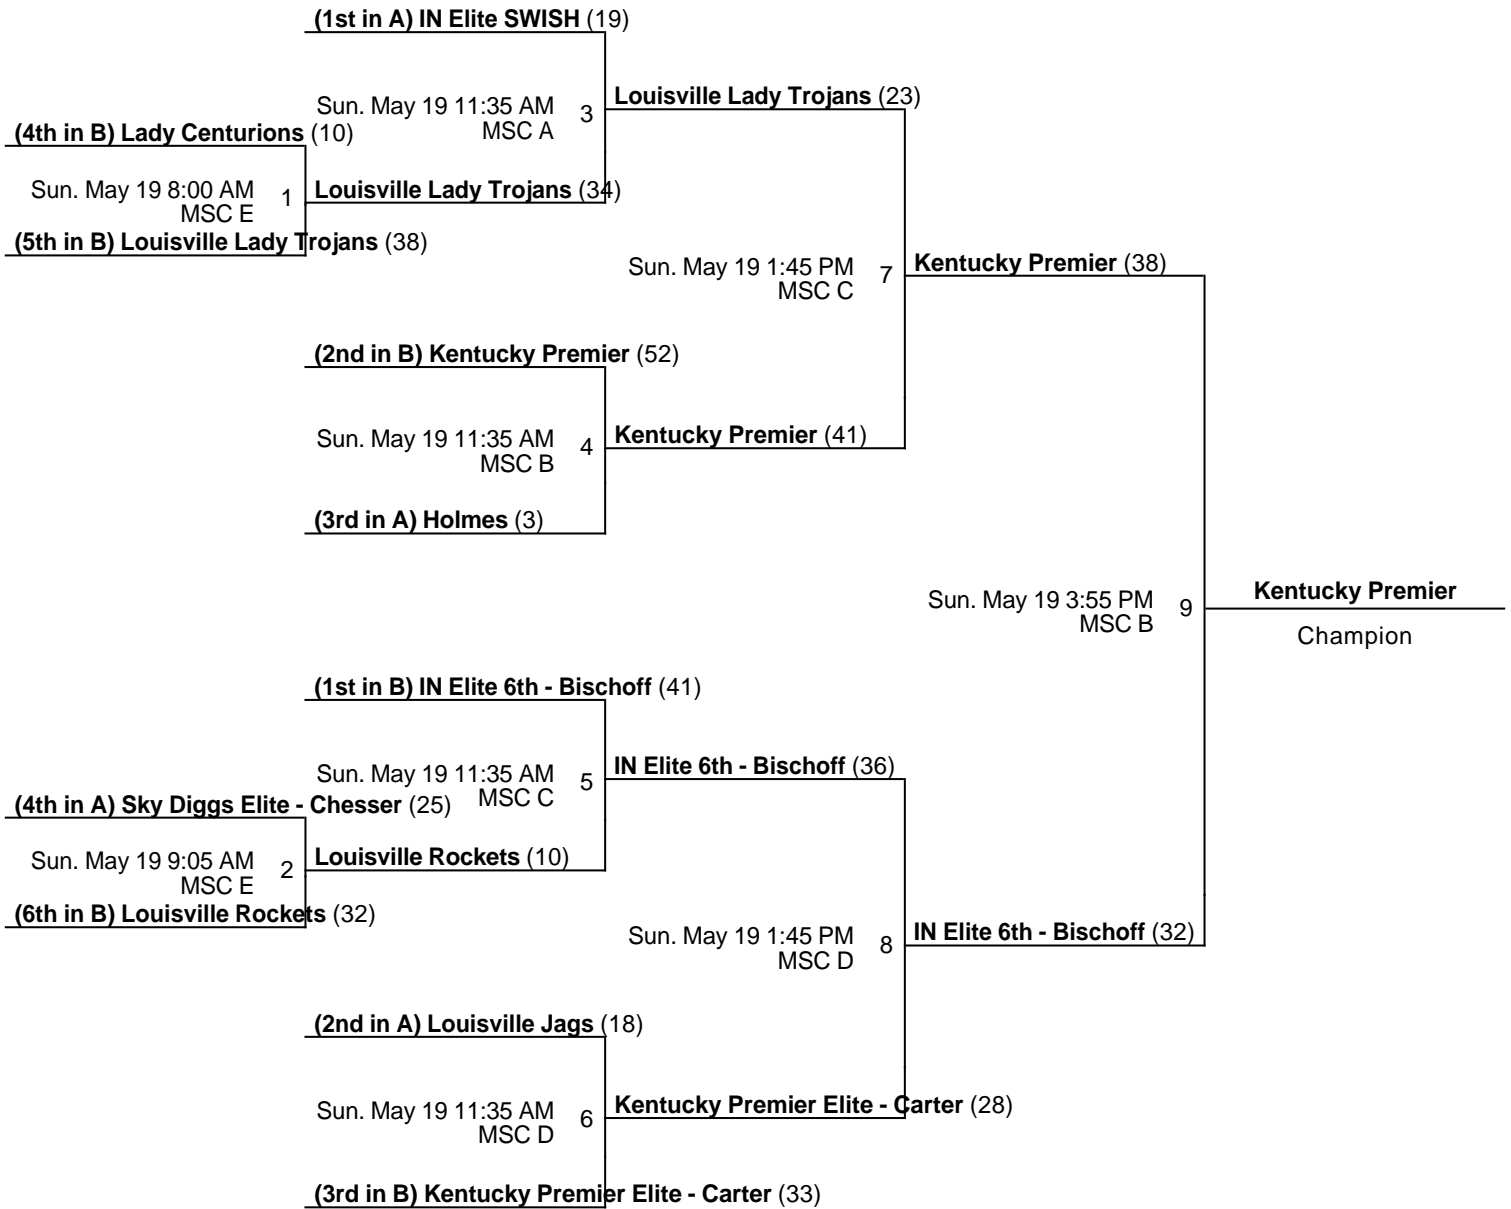 (1st in A) IN Elite SWISH (19)
Sun. May 19 11:35 AM 3
MSC A
Louisville Lady Trojans (23)
(4th in B) Lady Centurions (10)
Sun. May 19 8:00 AM 1
MSC E
Louisville Lady Trojans (34)
(5th in B) Louisville Lady Trojans (38)
Sun. May 19 1:45 PM 7
MSC C
Kentucky Premier (38)
(2nd in B) Kentucky Premier (52)
Sun. May 19 11:35 AM 4
MSC B
Kentucky Premier (41)
(3rd in A) Holmes (3)
Sun. May 19 3:55 PM 9
MSC B
Kentucky Premier
Champion
(1st in B) IN Elite 6th - Bischoff (41)
Sun. May 19 11:35 AM 5
MSC C
IN Elite 6th - Bischoff (36)
(4th in A) Sky Diggs Elite - Chesser (25)
Sun. May 19 9:05 AM 2
MSC E
Louisville Rockets (10)
(6th in B) Louisville Rockets (32)
Sun. May 19 1:45 PM 8
MSC D
IN Elite 6th - Bischoff (32)
(2nd in A) Louisville Jags (18)
Sun. May 19 11:35 AM 6
MSC D
Kentucky Premier Elite - Carter (28)
(3rd in B) Kentucky Premier Elite - Carter (33)